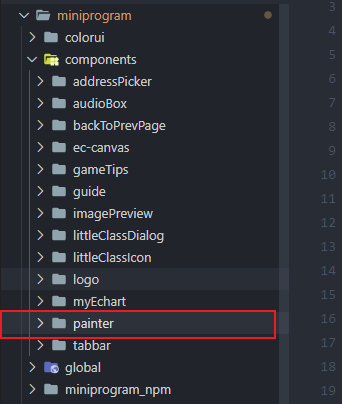 miniprogram
colorui
components
addressPicker
audioBox
backToPrevPage
ec-canvas
gameTips
guide
imagePreview
littleClassDialog
littleClassIcon
logo
myEchart
painter
tabbar
global
miniprogram_npm
3
4
5
6
7
8
9
10
11
12
13
14
15
16
17
18
19